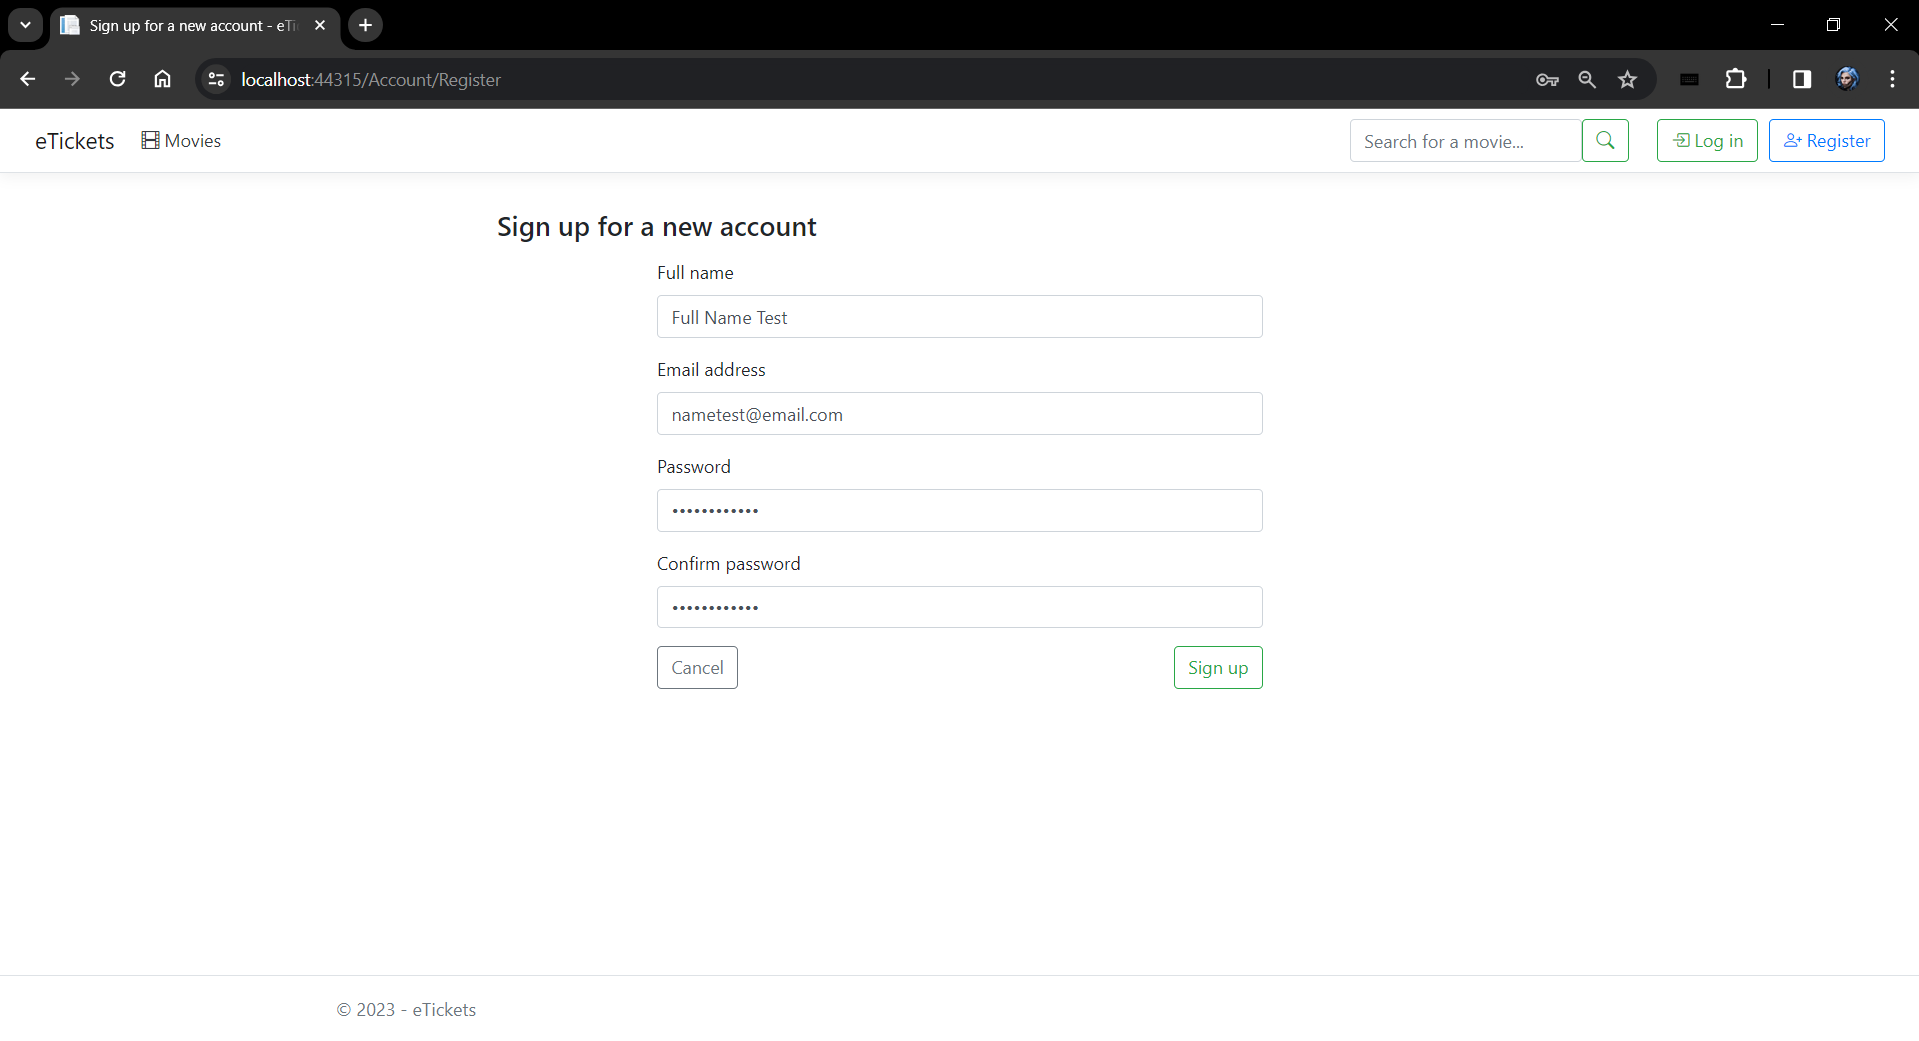 Sign up for a new account - eTi
localhost:44315/Account/Register
eTickets
Movies
Search for a movie...
Log in
Register
Sign up for a new account
Full name
Full Name Test
Email address
nametest@email.com
Password
••••••••••••
Confirm password
••••••••••••
Cancel
Sign up
© 2023 - eTickets